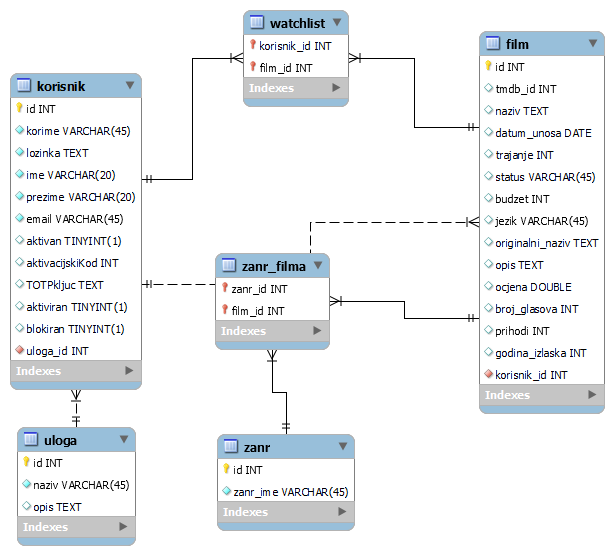 watchlist
korisnik_id INT
film_id INT
Indexes
film
id INT
tmdb_id INT
naziv TEXT
datum_unosa DATE
trajanje INT
status VARCHAR(45)
budzet INT
jezik VARCHAR(45)
originalni_naziv TEXT
opis TEXT
ocjena DOUBLE
broj_glasova INT
prihodi INT
godina_izlaska INT
korisnik_id INT
Indexes
korisnik
id INT
korime VARCHAR(45)
lozinka TEXT
ime VARCHAR(20)
prezime VARCHAR(20)
email VARCHAR(45)
aktivan TINYINT(1)
aktivacijskiKod INT
TOTPkljuc TEXT
aktiviran TINYINT(1)
blokiran TINYINT(1)
uloga_id INT
Indexes
zanr_filma
zanr_id INT
film_id INT
Indexes
uloga
id INT
naziv VARCHAR(45)
opis TEXT
Indexes
zanr
id INT
zanr_ime VARCHAR(45)
Indexes